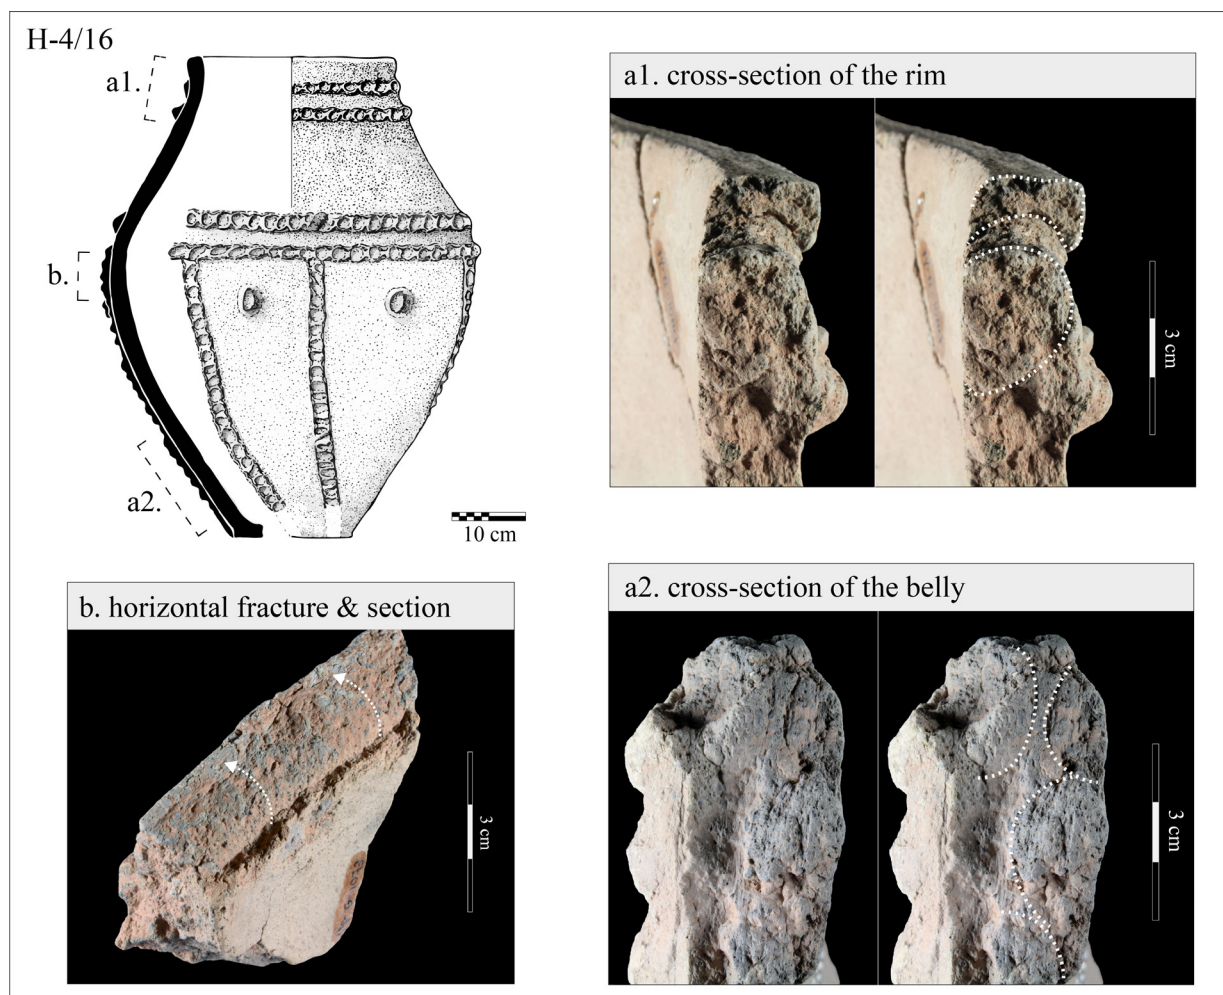 H-4/16
a1.
b.
a2.
10 cm
a1. cross-section of the rim
3 cm
b. horizontal fracture & section
3 cm
a2. cross-section of the belly
3 cm